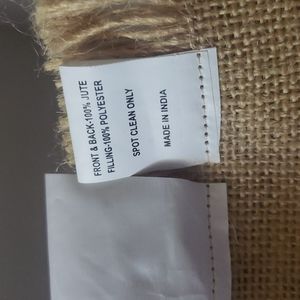 FRONT & BACK-100% JUTE
FILLING-100% POLYESTER
SPOT CLEAN ONLY
MADE IN INDIA